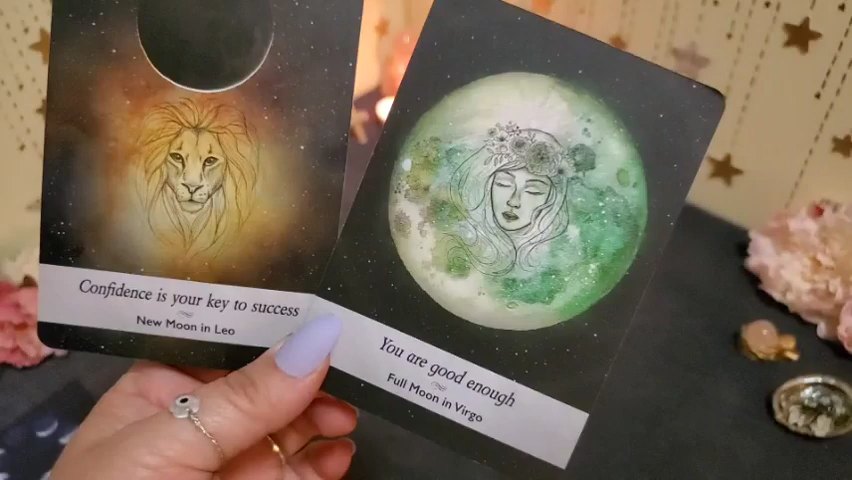 Confidence is your key to success
New Moon in Leo
You are good enough
Full Moon in Virgo